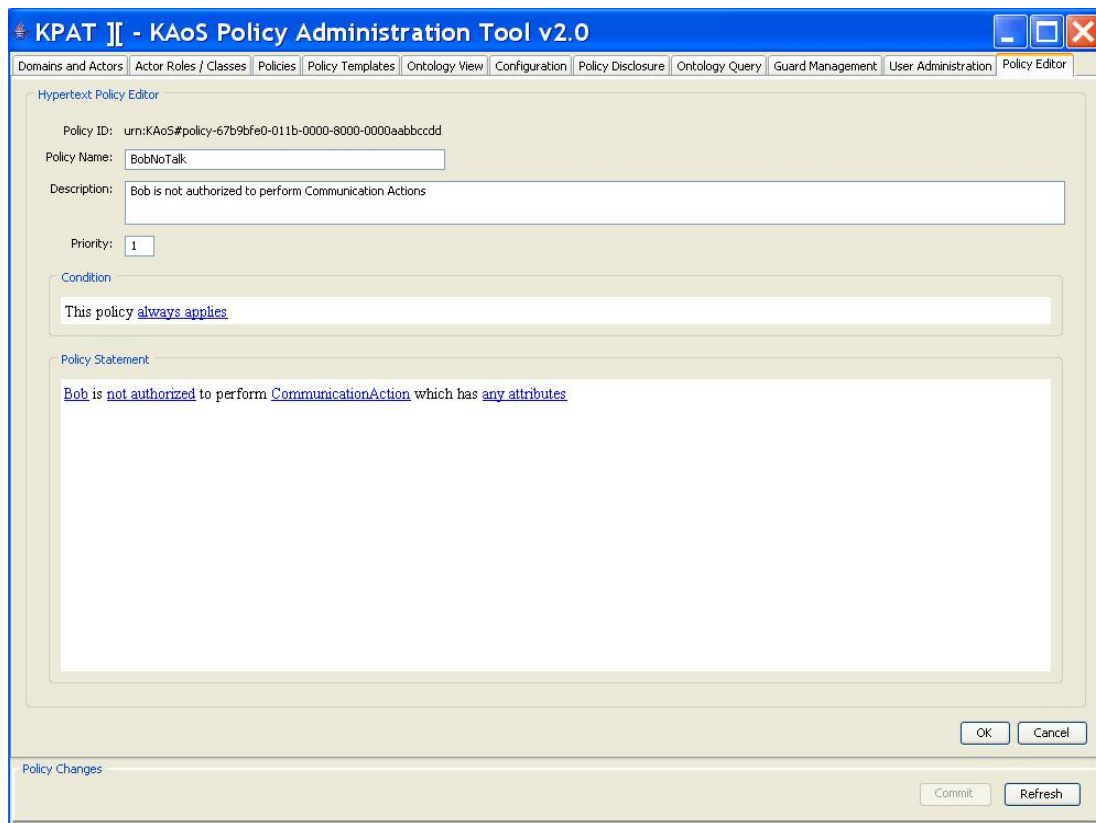 KPAT ][ - KAoS Policy Administration Tool v2.0
Domains and Actors Actor Roles / Classes Policies Policy Templates Ontology View Configuration Policy Disclosure Ontology Query Guard Management User Administration Policy Editor
Hypertext Policy Editor
Policy ID: urn:KAoS#policy-67b9bfe0-011b-0000-8000-0000aabbccdd
Policy Name: BobNoTalk
Description: Bob is not authorized to perform Communication Actions
Priority: 1
Condition
This policy always applies
Policy Statement
Bob is not authorized to perform CommunicationAction which has any attributes
OK Cancel
Policy Changes
Commit Refresh